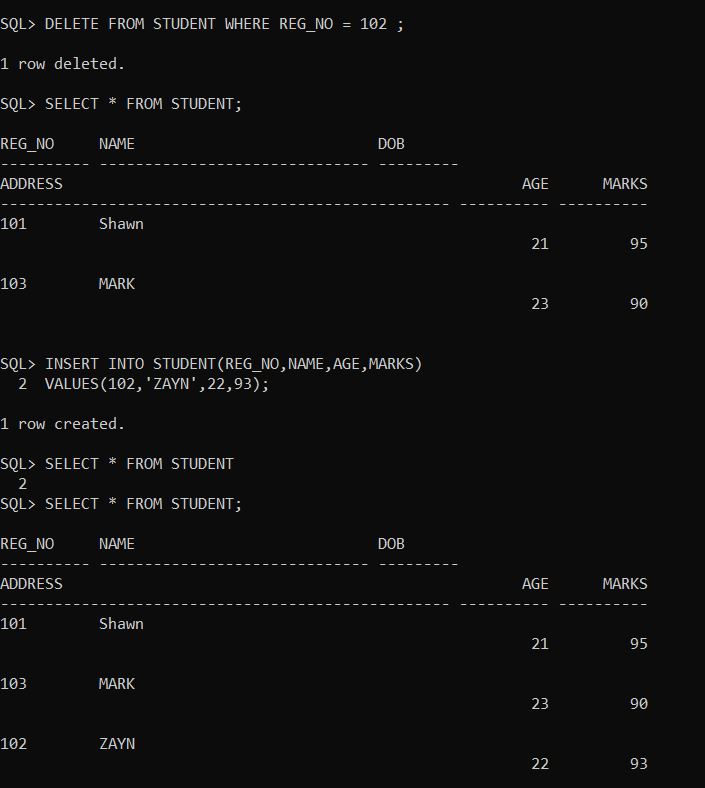 SQL> DELETE FROM STUDENT WHERE REG_NO = 102 ;
1 row deleted.
SQL> SELECT * FROM STUDENT;
REG_NO     NAME                           DOB
---------- ------------------------------ ---------
ADDRESS                                                   AGE      MARKS
-------------------------------------------------- ---------- ----------
101        Shawn
                                                           21         95
103        MARK
                                                           23         90
SQL> INSERT INTO STUDENT(REG_NO,NAME,AGE,MARKS)
  2  VALUES(102,'ZAYN',22,93);
1 row created.
SQL> SELECT * FROM STUDENT
  2
SQL> SELECT * FROM STUDENT;
REG_NO     NAME                           DOB
---------- ------------------------------ ---------
ADDRESS                                                   AGE      MARKS
-------------------------------------------------- ---------- ----------
101        Shawn
                                                           21         95
103        MARK
                                                           23         90
102        ZAYN
                                                           22         93